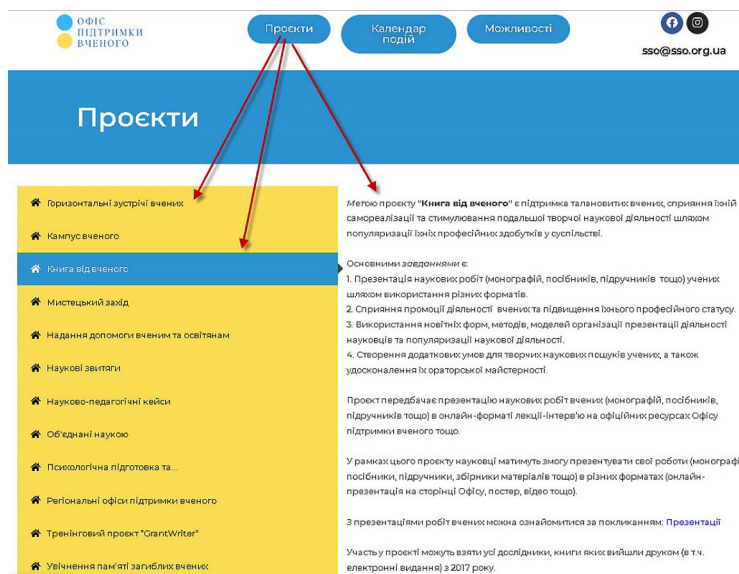 ОФІС
ПІДТРИМКИ
ВЧЕНОГО
Проєкти
Календар
подій
Можливості
sso@sso.org.ua
Проєкти
Горизонтальні зустрічі вчених
Кампус вченого
Книга від вченого
Мистецький захід
Надання допомоги вченим та освітянам
Наукові звитяги
Науково-педагогічні кейси
Об'єднані наукою
Психологічна підготовка та...
Регіональні офіси підтримки вченого
Тренінговий проєкт "GrantWriter"
Увічнення пам'яті загиблих вчених
Метою проєкту "Книга від вченого" є підтримка талановитих вчених, сприяння їхній
самореалізації та стимулювання подальшої творчої наукової діяльності шляхом
популяризації їхніх професійних здобутків у суспільстві.
Основними завданнями є:
1. Презентація наукових робіт (монографій, посібників, підручників тощо) учених
шляхом використання різних форматів.
2. Сприяння промоції діяльності вчених та підвищення їхнього професійного статусу.
3. Використання новітніх форм, методів, моделей організації презентації діяльності
науковців та популяризації наукової діяльності.
4. Створення додаткових умов для творчих наукових пошуків учених, а також
удосконалення їх ораторської майстерності.
Проєкт передбачає презентацію наукових робіт вчених (монографій, посібників,
підручників тощо) в онлайн-форматі лекції-інтерв'ю на офіційних ресурсах Офісу
підтримки вченого тощо.
У рамках цього проєкту науковці матимуть змогу презентувати свої роботи (монографі
посібники, підручники, збірники матеріалів тощо) в різних форматах (онлайн-
презентація на сторінці Офісу, постер, відео тощо).
З презентаціями робіт вчених можна ознайомитися за покликанням: Презентації
Участь у проєкті можуть взяти усі дослідники, книги яких вийшли друком (в т.ч.
електронні видання) з 2017 року.